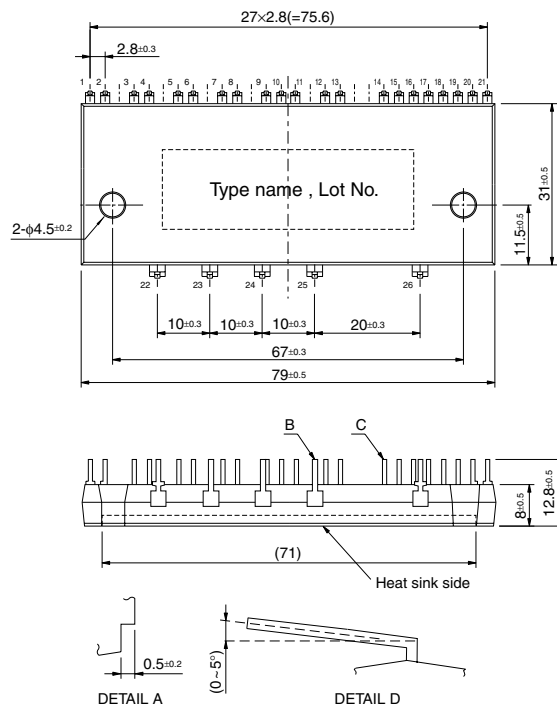 27×2.8(=75.6)
2.8±0.3
1 2 3 4 5 6 7 8 9 10 11 12 13 14 15 16 17 18 19 20 21
Type name , Lot No.
2-φ4.5±0.2
31±0.5
11.5±0.5
22 23 24 25 26
10±0.3 10±0.3 10±0.3 20±0.3
67±0.3
79±0.5
B C
8±0.5
12.8±0.5
(71)
Heat sink side
0.5±0.2
(0~5°)
DETAIL A DETAIL D